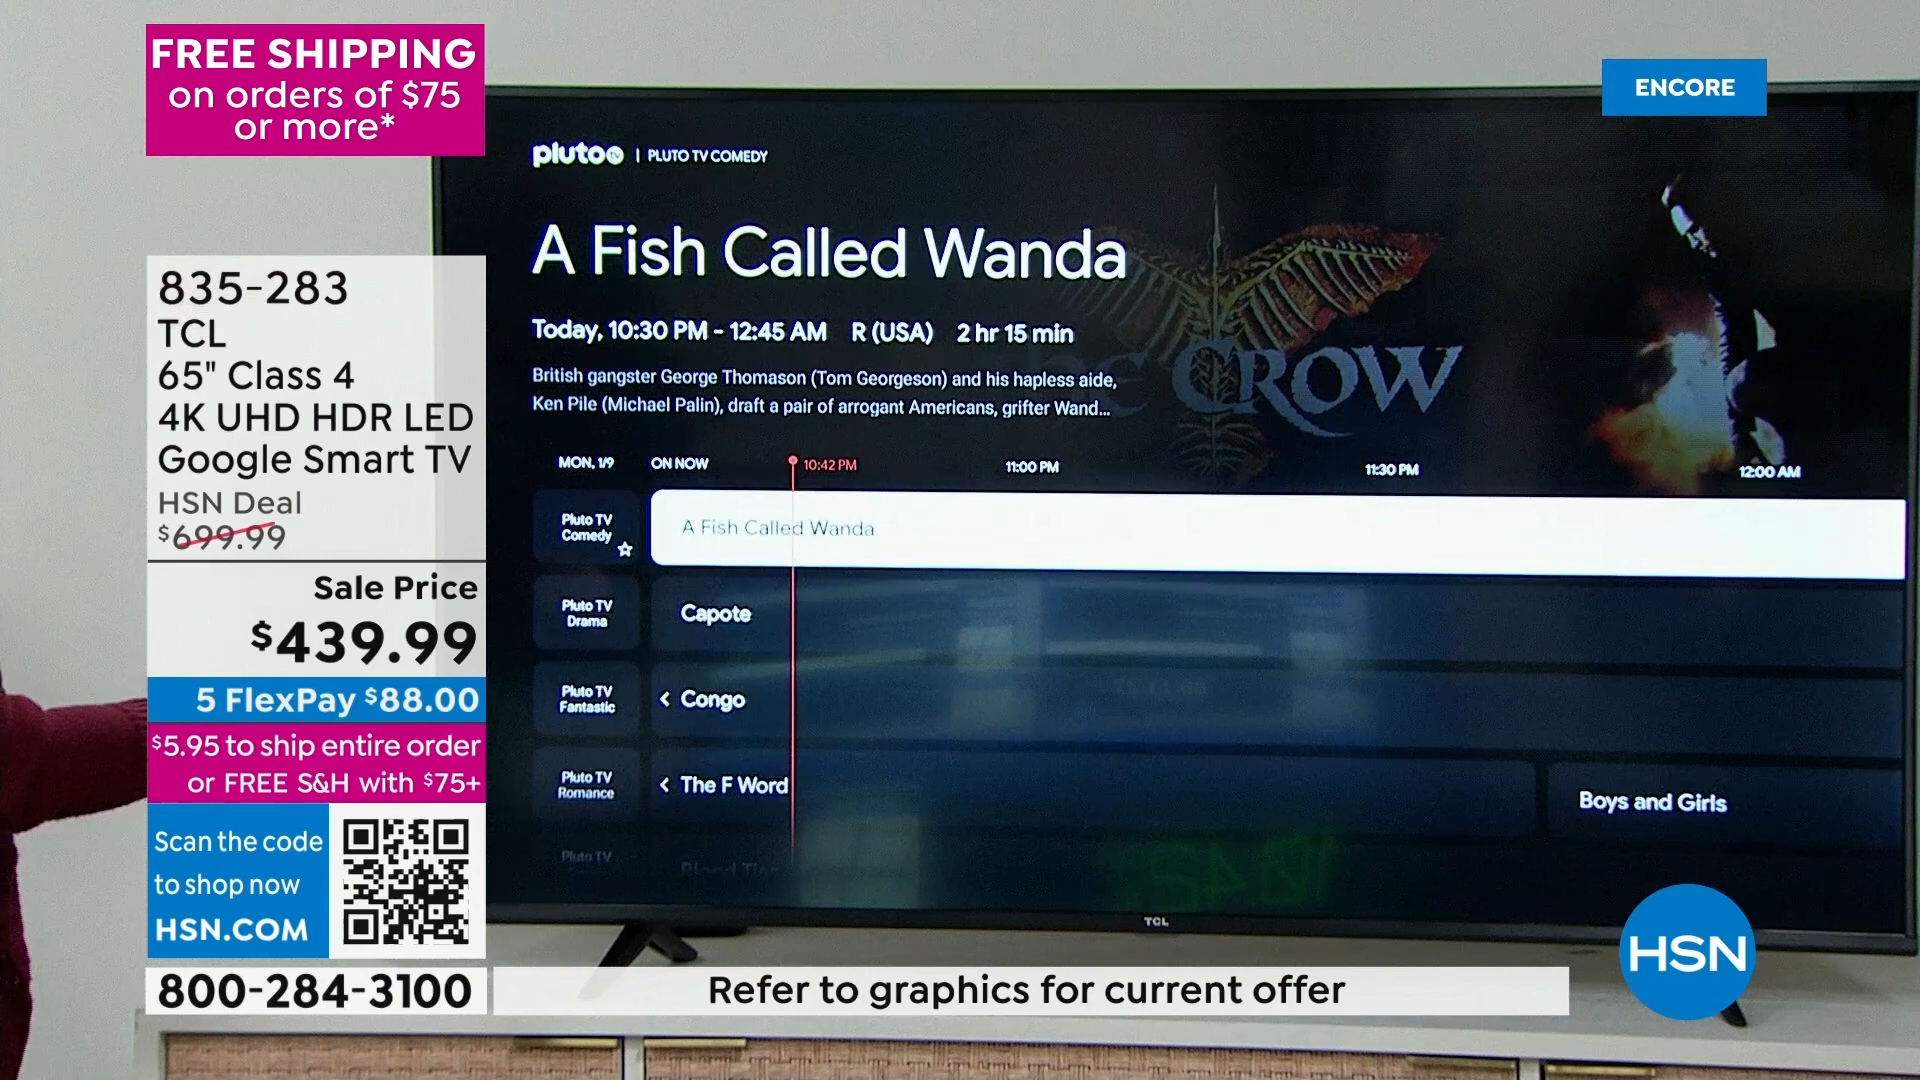 FREE SHIPPING
on orders of $75
or more*
ENCORE
835-283
TCL
65" Class 4
4K UHD HDR LED
Google Smart TV
HSN Deal
$699.99
Sale Price
$439.99
5 FlexPay $88.00
$5.95 to ship entire order
or FREE S&H with $75+
Scan the code
to shop now
HSN.COM
800-284-3100
pluto tv | PLUTO TV COMEDY
A Fish Called Wanda
Today, 10:30 PM - 12:45 AM R (USA) 2 hr 15 min
British gangster George Thomason (Tom Georgeson) and his hapless aide,
Ken Pile (Michael Palin), draft a pair of arrogant Americans, grifter Wand...
CROW
MON, 1/9 ON NOW 10:42 PM 11:00 PM 11:30 PM 12:00 AM
Pluto TV
Comedy
A Fish Called Wanda
Pluto TV
Drama
Capote
Pluto TV
Fantastic
< Congo
Pluto TV
Romance
< The F Word
Boys and Girls
Pluto TV
Blood Ties
TCL
Refer to graphics for current offer
HSN